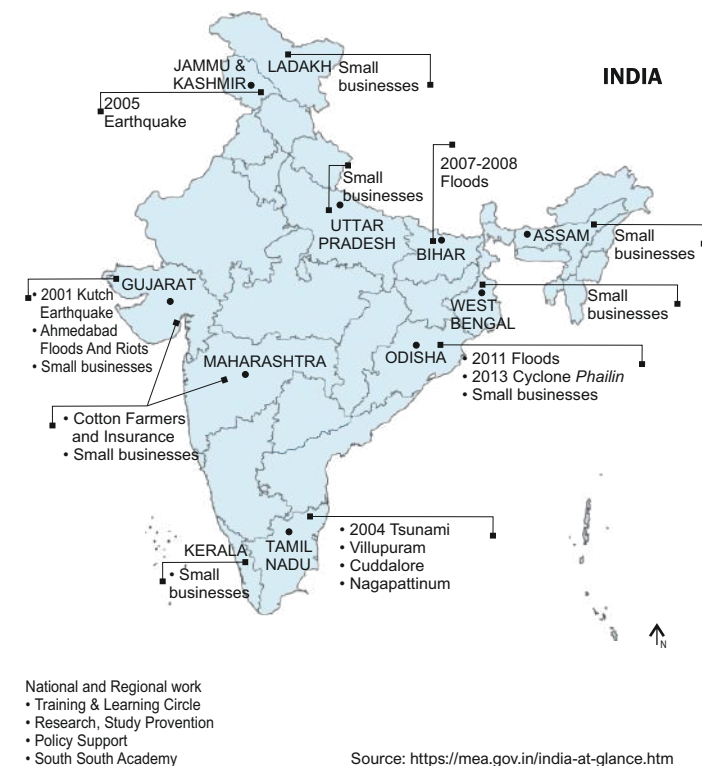 INDIA
JAMMU &
KASHMIR
LADAKH
Small
businesses
2005
Earthquake
Small
businesses
UTTAR
PRADESH
2007-2008
Floods
BIHAR
ASSAM
Small
businesses
GUJARAT
• 2001 Kutch
Earthquake
• Ahmedabad
Floods And Riots
• Small businesses
WEST
BENGAL
Small
businesses
MAHARASHTRA
ODISHA
• 2011 Floods
• 2013 Cyclone Phailin
• Small businesses
• Cotton Farmers
and Insurance
• Small businesses
KERALA
• Small
businesses
TAMIL
NADU
• 2004 Tsunami
• Villupuram
• Cuddalore
• Nagapattinum
N
National and Regional work
• Training & Learning Circle
• Research, Study Provention
• Policy Support
• South South Academy
Source: https://mea.gov.in/india-at-glance.htm